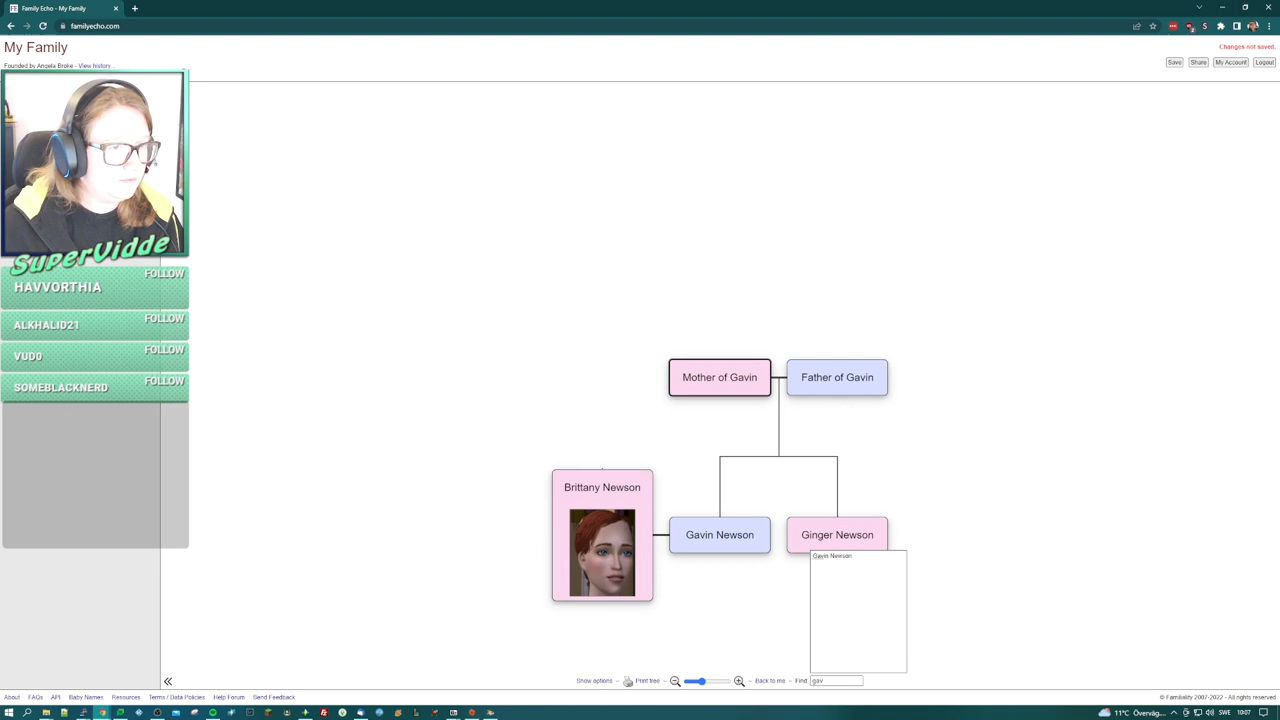 Family Echo - My Family
familyecho.com
My Family
Changes not saved.
Founded by Angela Broke - View history...
Save
Share
My Account
Logout
SuperVidde
FOLLOW
HAVVORTHIA
FOLLOW
ALKHALID21
FOLLOW
VUD0
FOLLOW
SOMEBLACKNERD
Mother of Gavin
Father of Gavin
Brittany Newson
Gavin Newson
Ginger Newson
Gavin Newson
Show options
Print tree
Back to me
Find:
gav
About
FAQs
API
Baby Names
Resources
Terms / Data Policies
Help Forum
Send Feedback
© Familiality 2007-2022 - All rights reserved
11°C Överväg...
SWE
10:07